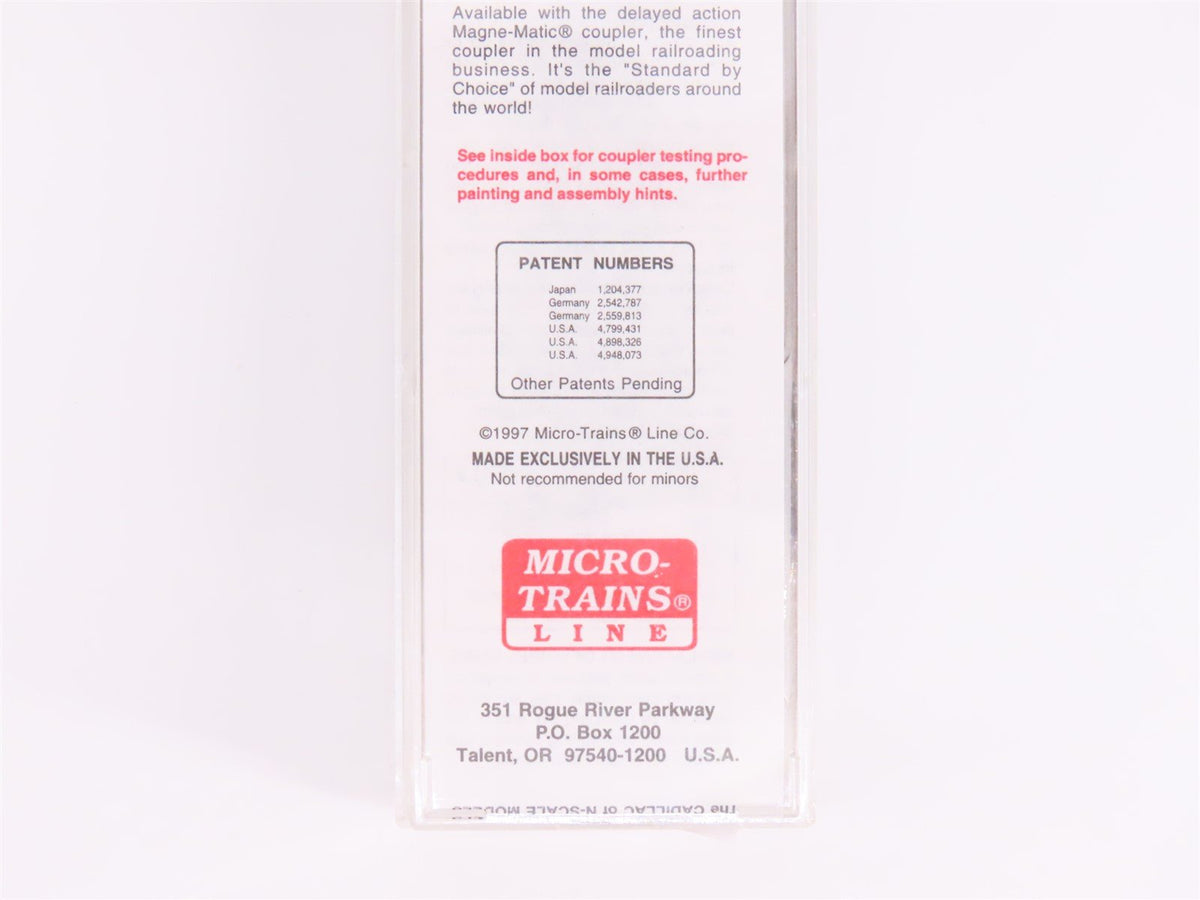 Available with the delayed action
Magne-Matic® coupler, the finest
coupler in the model railroading
business. It's the "Standard by
Choice" of model railroaders around
the world!
See inside box for coupler testing pro-
cedures and, in some cases, further
painting and assembly hints.
PATENT NUMBERS
Japan 1,204,377
Germany 2,542,787
Germany 2,559,813
U.S.A. 4,799,431
U.S.A. 4,898,326
U.S.A. 4,948,073
Other Patents Pending
©1997 Micro-Trains® Line Co.
MADE EXCLUSIVELY IN THE U.S.A.
Not recommended for minors
MICRO-
TRAINS®
LINE
351 Rogue River Parkway
P.O. Box 1200
Talent, OR 97540-1200 U.S.A.
The CADILLAC of N-SCALE MODELS